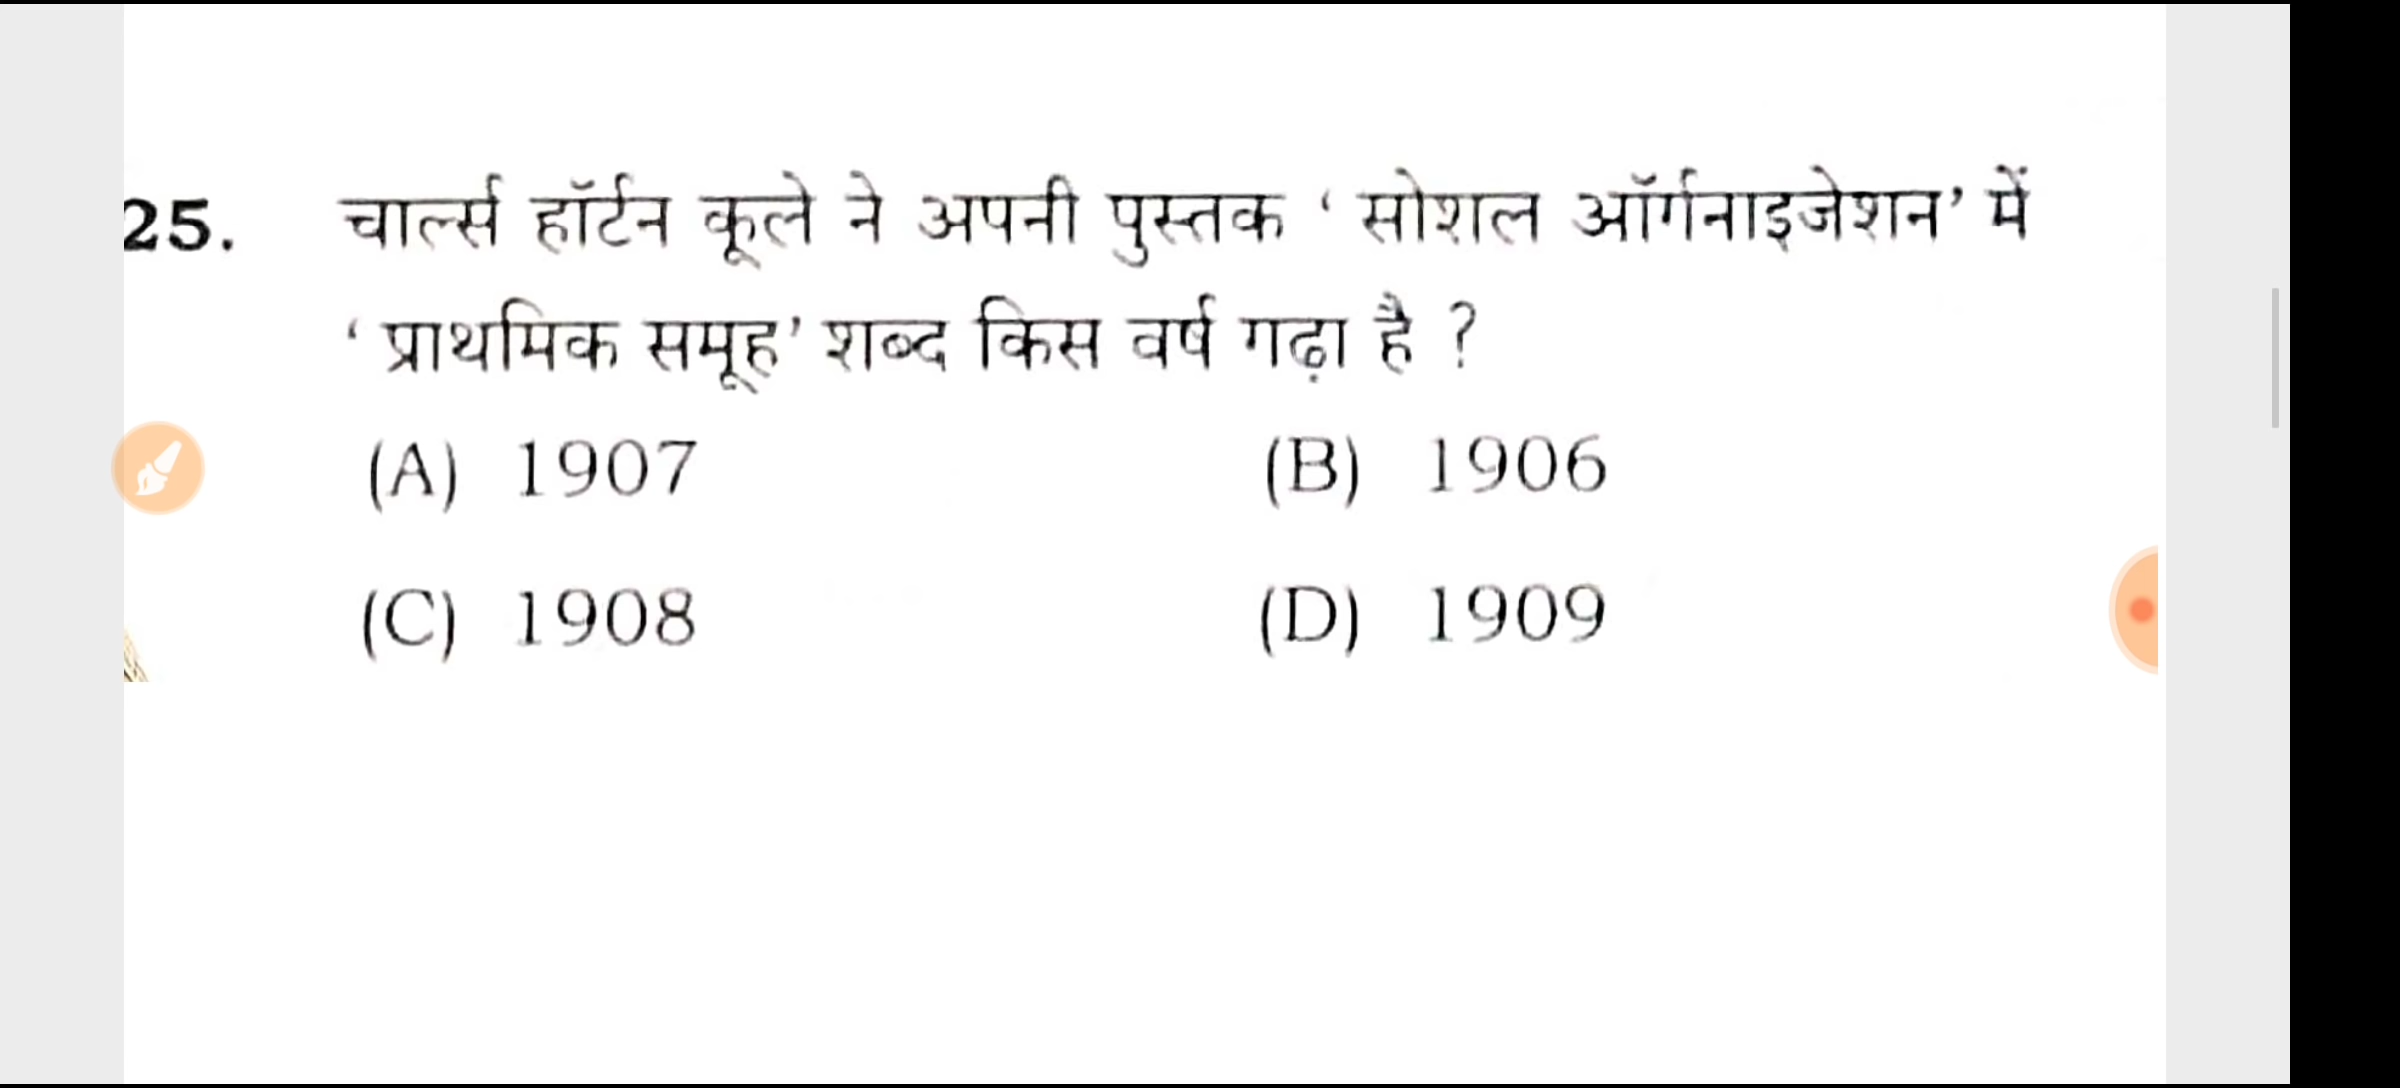 25. चार्ल्स हॉर्टन कूले ने अपनी पुस्तक ‘सोशल ऑर्गनाइजेशन’ में
‘प्राथमिक समूह’ शब्द किस वर्ष गढ़ा है ?
(A) 1907 (B) 1906
(C) 1908 (D) 1909